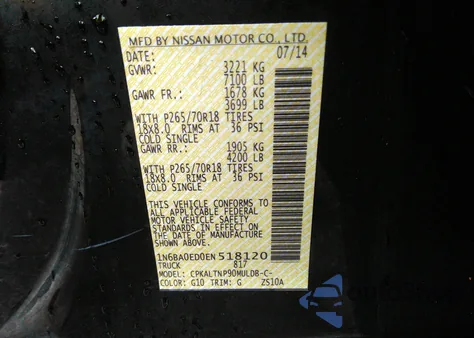 MFD BY NISSAN MOTOR CO., LTD.
DATE: 07/14
GVWR: 3221 KG
7100 LB
GAWR FR.: 1678 KG
3699 LB
WITH P265/70R18 TIRES
18X8.0 RIMS AT 36 PSI
COLD SINGLE
GAWR RR.: 1905 KG
4200 LB
WITH P265/70R18 TIRES
18X8.0 RIMS AT 36 PSI
COLD SINGLE
THIS VEHICLE CONFORMS TO
ALL APPLICABLE FEDERAL
MOTOR VEHICLE SAFETY
STANDARDS IN EFFECT ON
THE DATE OF MANUFACTURE
SHOWN ABOVE.
1N6BA0ED0EN518120
TRUCK 817
MODEL: CPKALTNP90MULDB-C-
COLOR: G10 TRIM: G ZS10A